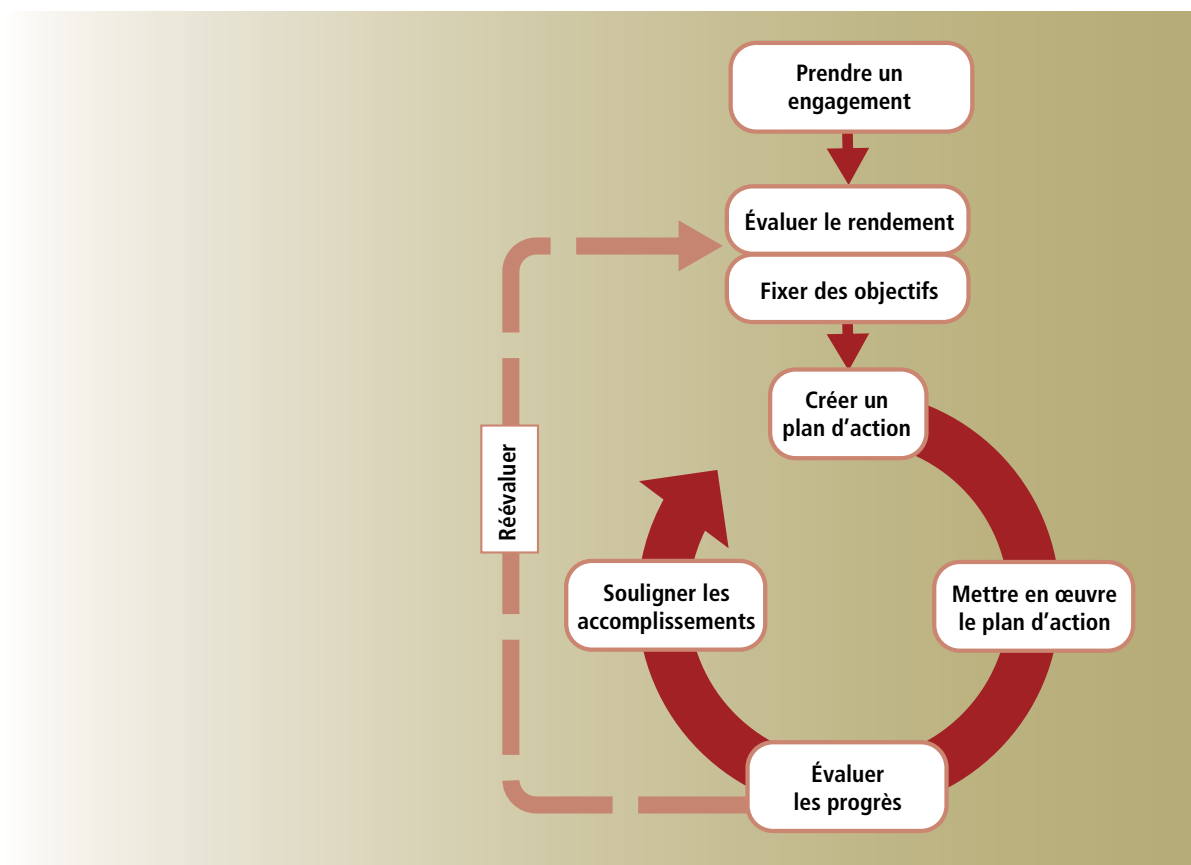 Prendre un
engagement
Évaluer le rendement
Fixer des objectifs
Créer un
plan d’action
Mettre en œuvre
le plan d’action
Évaluer
les progrès
Souligner les
accomplissements
Réévaluer